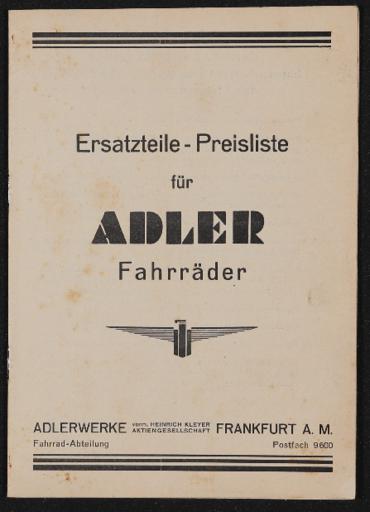 Ersatzteile - Preisliste
für
ADLER
Fahrräder
ADLERWERKE VORM. HEINRICH KLEYER AKTIENGESELLSCHAFT FRANKFURT A. M.
Fahrrad-Abteilung Postfach 9600